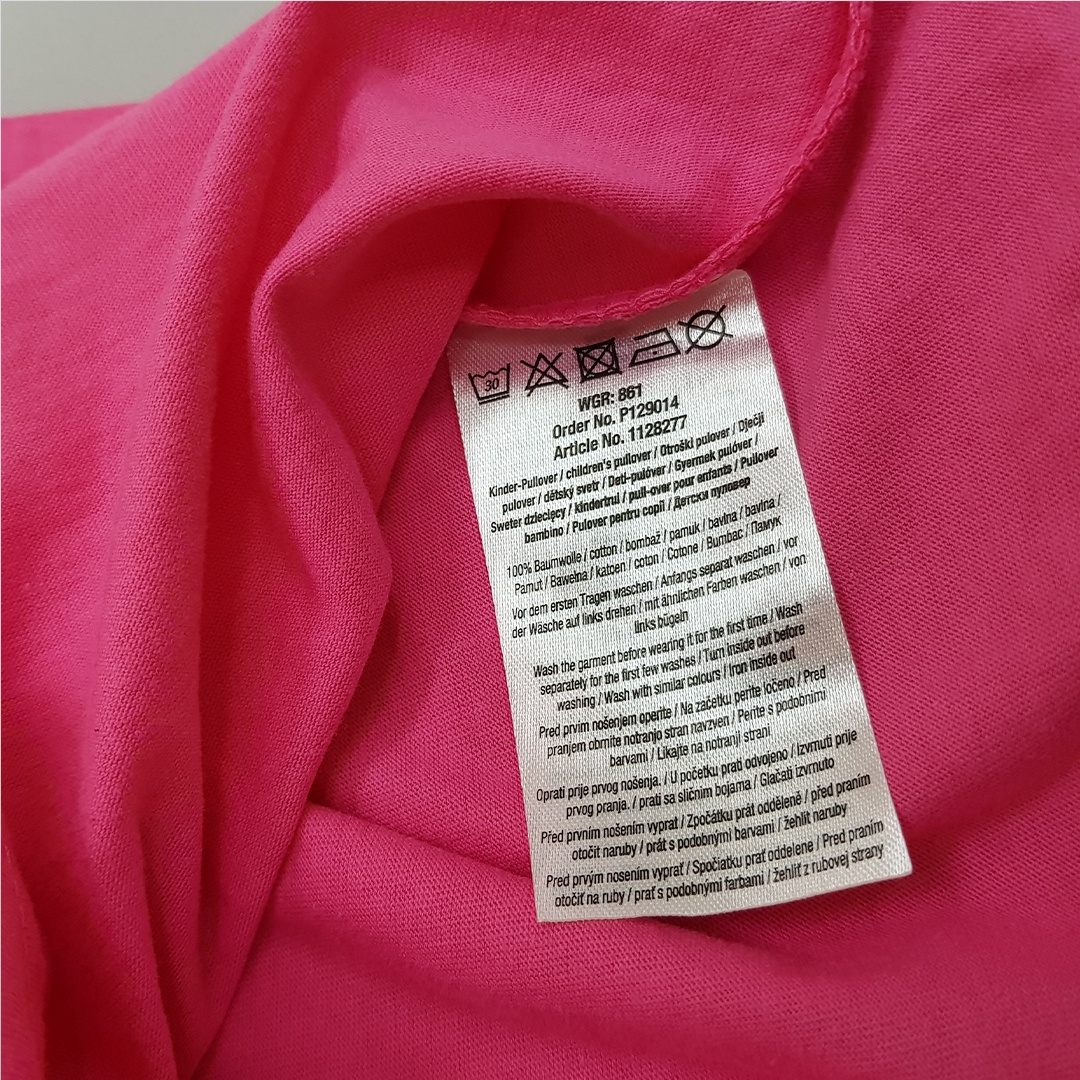 30
WGR: 861
Order No. P129014
Article No. 1128277
Kinder-Pullover / children's pullover / Otroški pulover / Dječji
pulover / dětský svetr / Deti-pulóver / Gyermek pulóver /
Sweter dziecięcy / kindertrui / pull-over pour enfants / Pullover
bambino / Pulover pentru copii / Детски пуловер
100% Baumwolle / cotton / bombaž / pamuk / bavlna / bavlna /
Pamut / Bawełna / katoen / coton / Cotone / Bumbac / Памук
Vor dem ersten Tragen waschen / Anfangs separat waschen / vor
der Wäsche auf links drehen / mit ähnlichen Farben waschen / von
links bügeln
Wash the garment before wearing it for the first time / Wash
separately for the first few washes / Turn inside out before
washing / Wash with similar colours / Iron inside out
Pred prvim nošenjem operite / Na začetku perite ločeno / Pred
pranjem obrnite notranjo stran navzven / Perite s podobnimi
barvami / Likajte na notranji strani
Oprati prije prvog nošenja. / U početku prati odvojeno / Izvrnuti prije
prvog pranja. / prati sa sličnim bojama / Glačati izvrnuto
Před prvním nošením vyprat / Zpočátku prát odděleně / před praním
otočit naruby / prát s podobnými barvami / žehlit naruby
Pred prvým nosením vyprať / Spočiatku prať oddelene / Pred praním
otočiť na ruby / prať s podobnými farbami / žehliť z rubovej strany